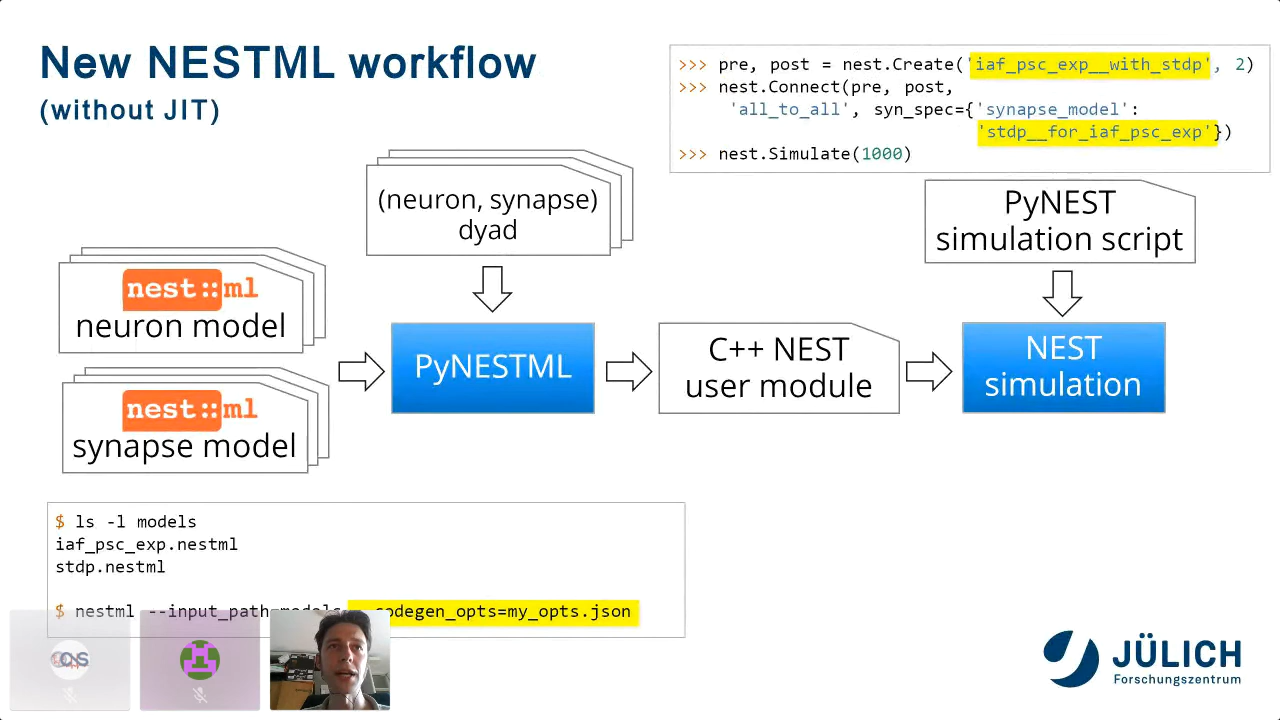 New NESTML workflow
(without JIT)
>>> pre, post = nest.Create('iaf_psc_exp__with_stdp', 2)
>>> nest.Connect(pre, post,
'all_to_all', syn_spec={'synapse_model':
'stdp__for_iaf_psc_exp'})
>>> nest.Simulate(1000)
(neuron, synapse)
dyad
PyNEST
simulation script
nest::ml
neuron model
nest::ml
synapse model
PyNESTML
C++ NEST
user module
NEST
simulation
$ ls -l models
iaf_psc_exp.nestml
stdp.nestml
$ nestml --input_path=models codegen_opts=my_opts.json
JÜLICH
Forschungszentrum